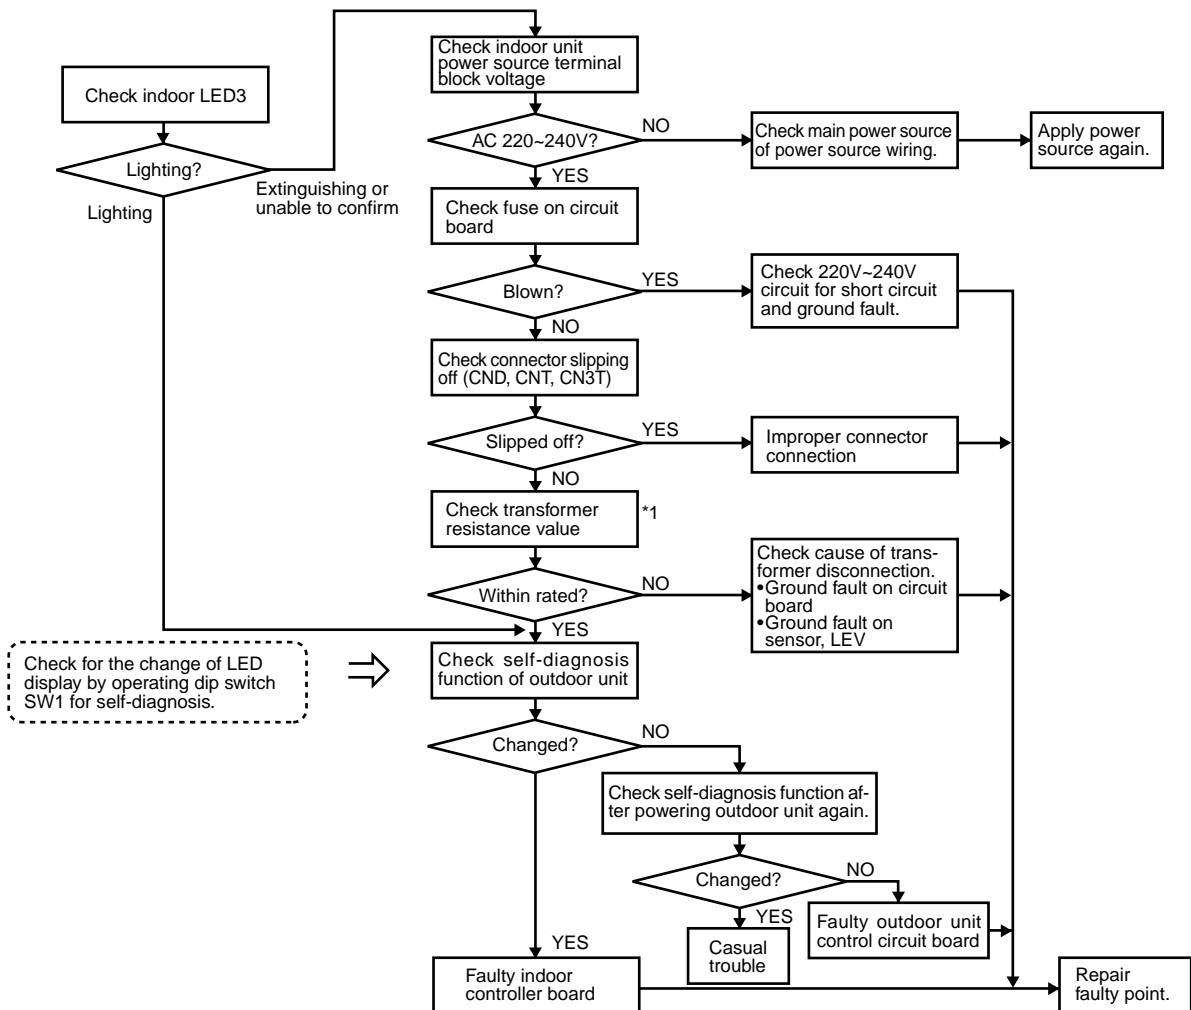 Check indoor unit
power source terminal
block voltage
Check indoor LED3
AC 220~240V?
NO
Check main power source
of power source wiring.
Apply power
source again.
Lighting?
Extinguishing or
unable to confirm
Lighting
YES
Check fuse on circuit
board
Blown?
YES
Check 220V~240V
circuit for short circuit
and ground fault.
NO
Check connector slipping
off (CND, CNT, CN3T)
Slipped off?
YES
Improper connector
connection
NO
Check transformer
resistance value
*1
Within rated?
NO
Check cause of trans-
former disconnection.
•Ground fault on circuit
board
•Ground fault on
sensor, LEV
YES
Check for the change of LED
display by operating dip switch
SW1 for self-diagnosis.
Check self-diagnosis
function of outdoor unit
Changed?
NO
Check self-diagnosis function af-
ter powering outdoor unit again.
Changed?
NO
YES
Faulty outdoor unit
control circuit board
Casual
trouble
YES
Faulty indoor
controller board
Repair
faulty point.